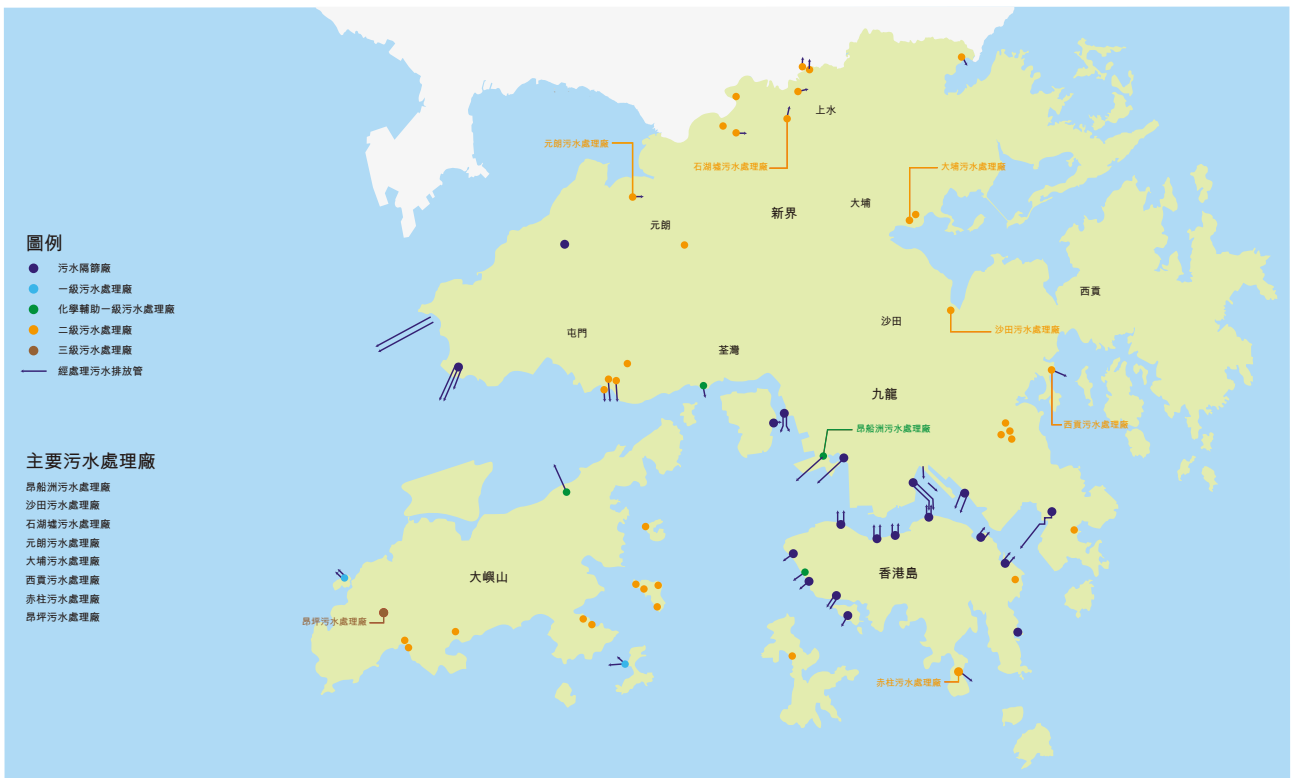 圖例
污水隔篩廠
一級污水處理廠
化學輔助一級污水處理廠
二級污水處理廠
三級污水處理廠
經處理污水排放管
主要污水處理廠
昂船洲污水處理廠
沙田污水處理廠
石湖墟污水處理廠
元朗污水處理廠
大埔污水處理廠
西貢污水處理廠
赤柱污水處理廠
昂坪污水處理廠
上水
元朗污水處理廠
石湖墟污水處理廠
大埔污水處理廠
大埔
新界
元朗
西貢
沙田
沙田污水處理廠
屯門
荃灣
九龍
西貢污水處理廠
昂船洲污水處理廠
香港島
大嶼山
昂坪污水處理廠
赤柱污水處理廠